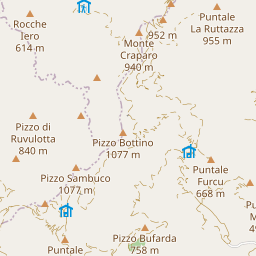 Rocche
Iero
614 m
952 m
Puntale
La Ruttazza
955 m
Monte
Craparo
940 m
Pizzo di
Ruvulotta
840 m
Pizzo Bottino
1077 m
Pizzo Sambuco
1077 m
Puntale
Furcu
668 m
Puntale
Pizzo Bufarda
758 m